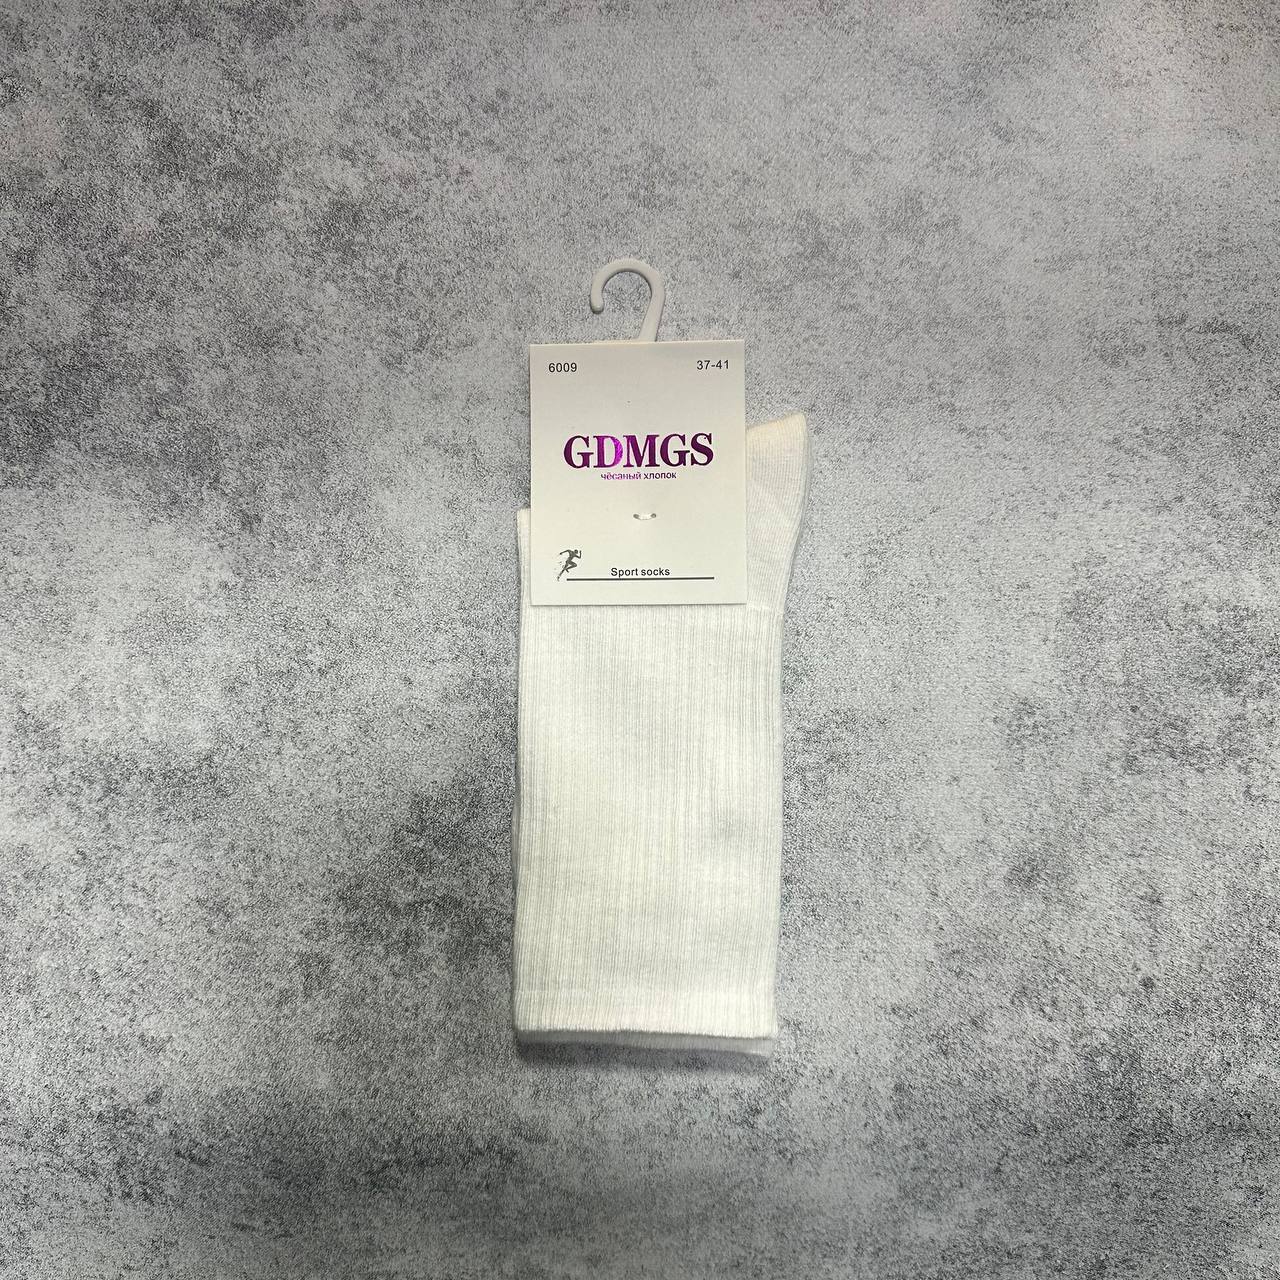 6009 37-41
GDMGS
чёсаный хлопок
Sport socks